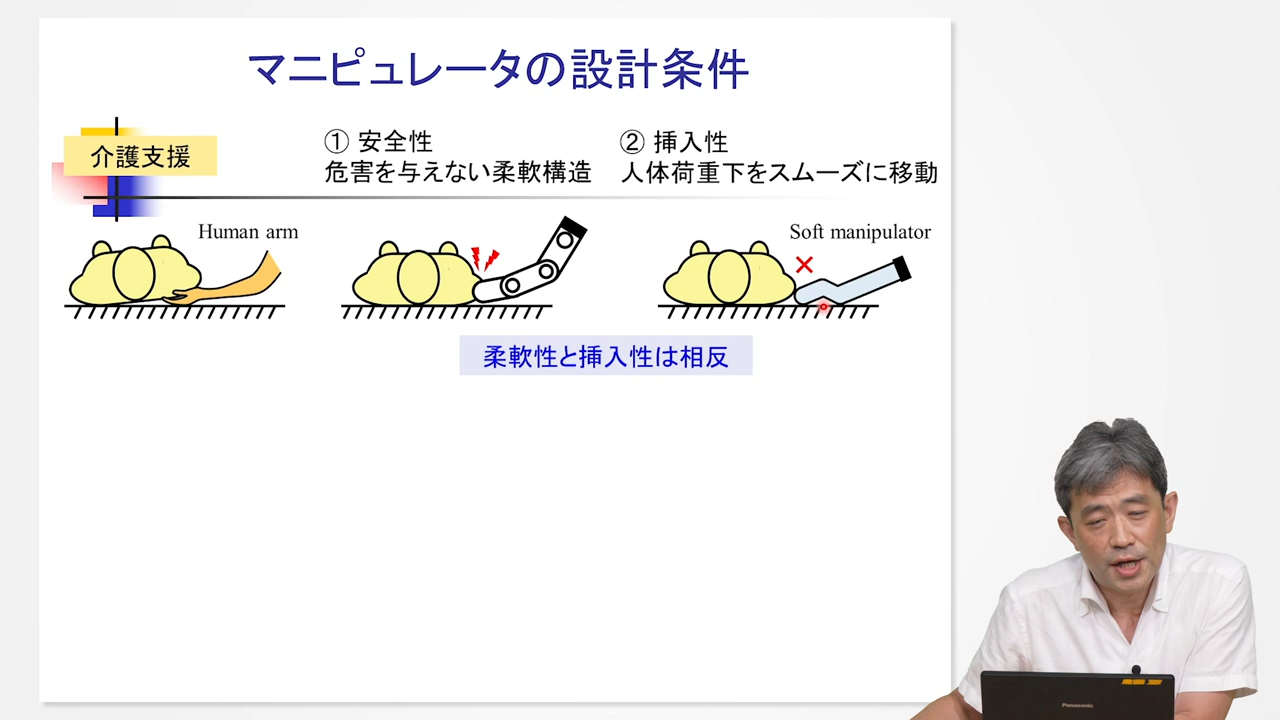 マニピュレータの設計条件
介護支援
① 安全性
危害を与えない柔軟構造
② 挿入性
人体荷重下をスムーズに移動
Human arm
Soft manipulator
柔軟性と挿入性は相反
Panasonic